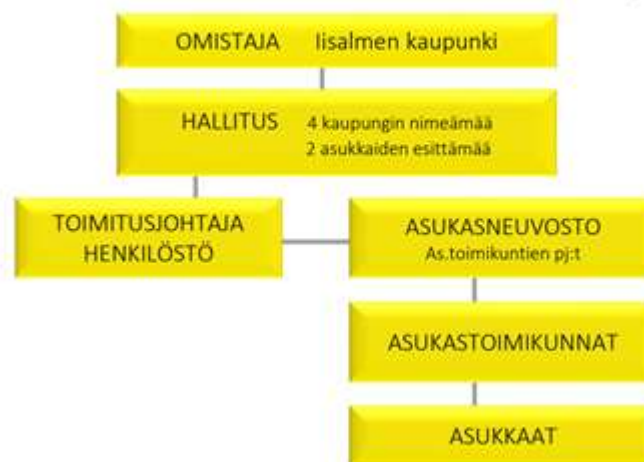 OMISTAJA Iisalmen kaupunki
HALLITUS 4 kaupungin nimeämää
2 asukkaiden esittämää
TOIMITUSJOHTAJA
HENKILÖSTÖ
ASUKASNEUVOSTO
As.toimikuntien pj:t
ASUKASTOIMIKUNNAT
ASUKKAAT